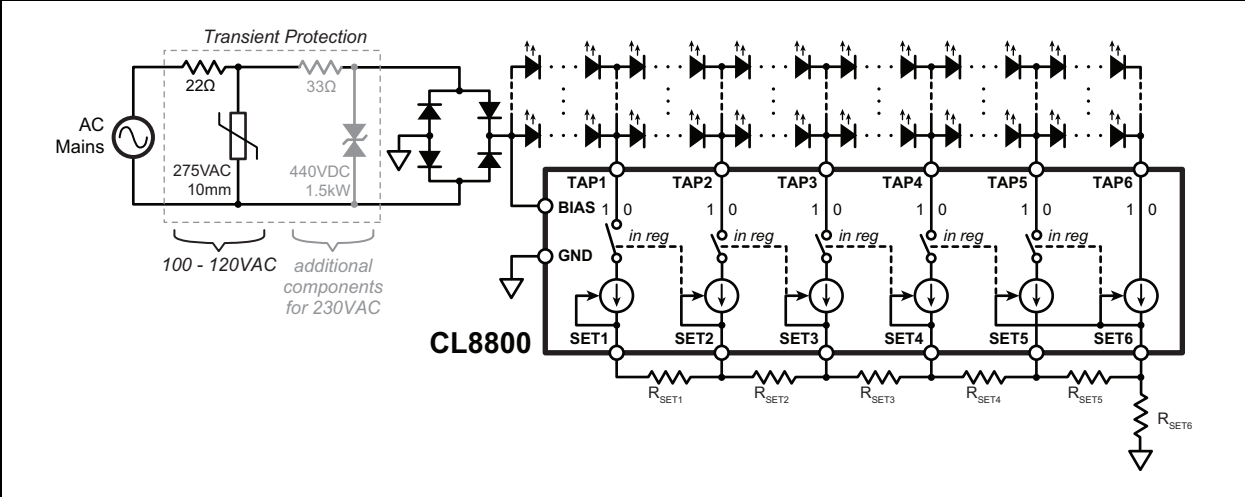 Transient Protection
22Ω
33Ω
AC
Mains
275VAC
10mm
440VDC
1.5kW
100 - 120VAC
additional
components
for 230VAC
TAP1 TAP2 TAP3 TAP4 TAP5 TAP6
BIAS 1 0 1 0 1 0 1 0 1 0 1 0
in reg in reg in reg in reg in reg
GND
CL8800
SET1 SET2 SET3 SET4 SET5 SET6
RSET1 RSET2 RSET3 RSET4 RSET5
RSET6